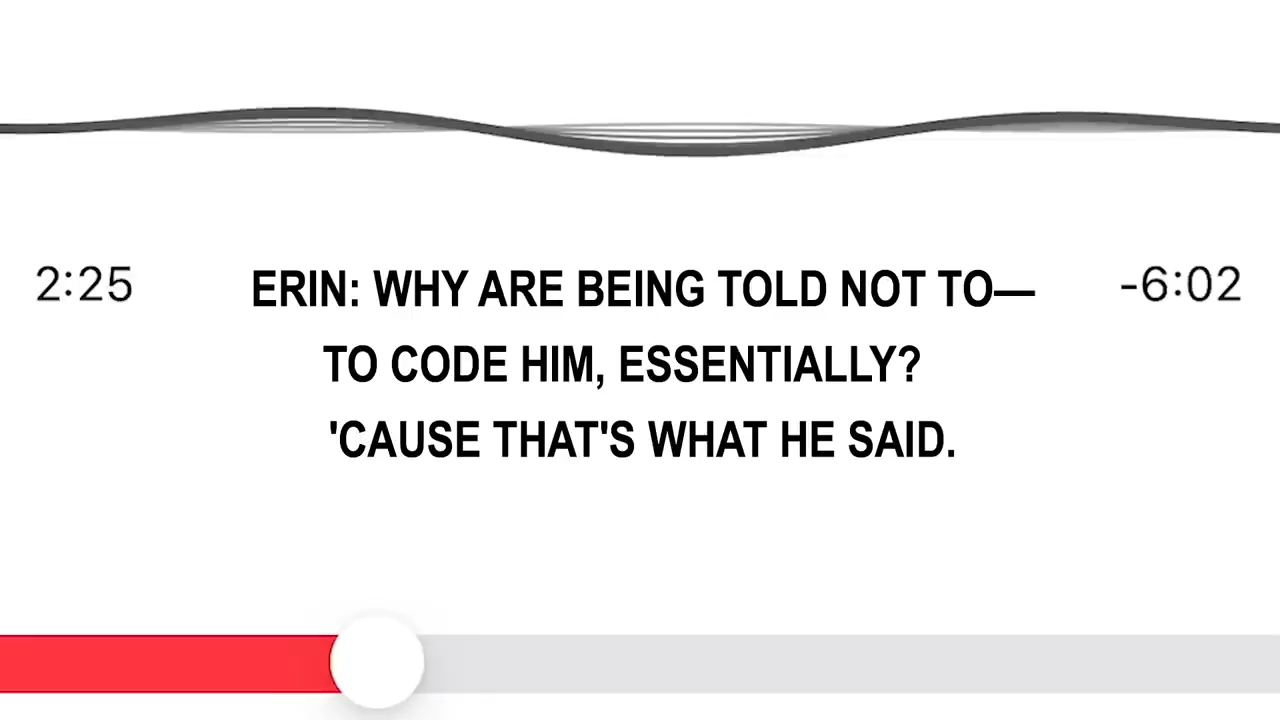 2:25
ERIN: WHY ARE BEING TOLD NOT TO—
-6:02
TO CODE HIM, ESSENTIALLY?
'CAUSE THAT'S WHAT HE SAID.